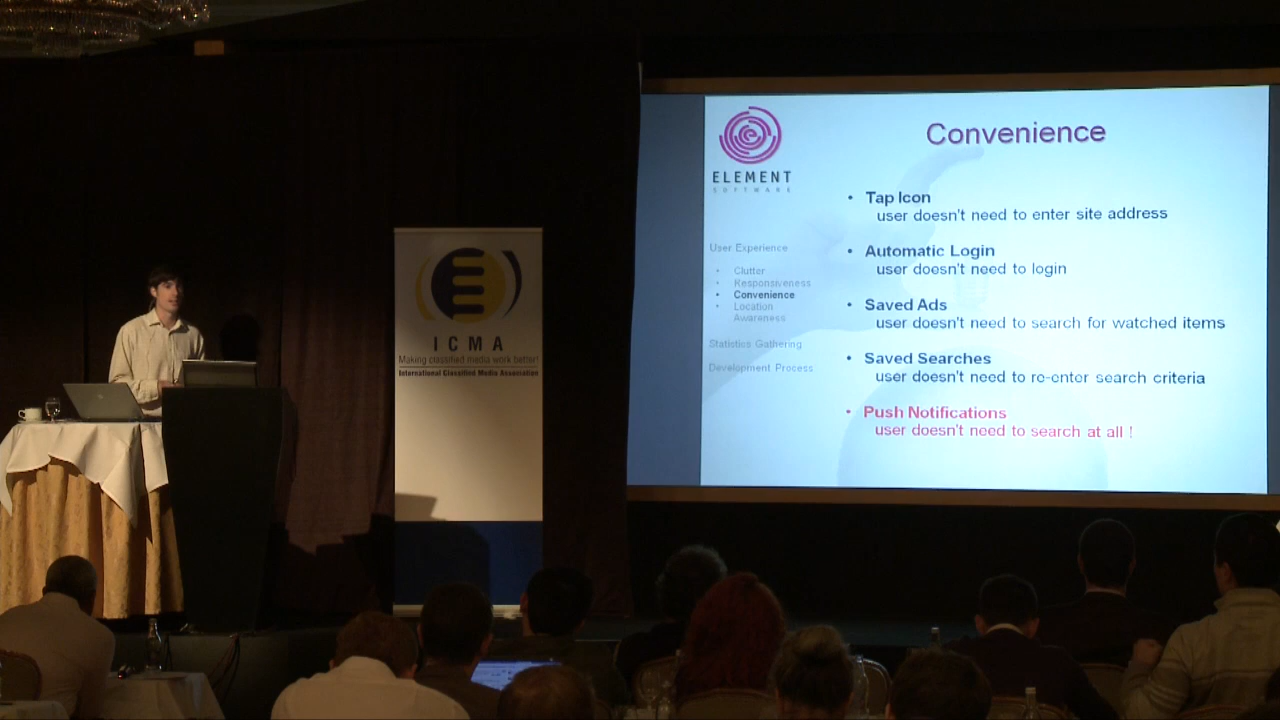 ICMA
Making classified media work better!
International Classified Media Association
ELEMENT
SOFTWARE
User Experience
• Clutter
• Responsiveness
• Convenience
• Location
Awareness
Statistics Gathering
Development Process
Convenience
• Tap Icon
user doesn't need to enter site address
• Automatic Login
user doesn't need to login
• Saved Ads
user doesn't need to search for watched items
• Saved Searches
user doesn't need to re-enter search criteria
• Push Notifications
user doesn't need to search at all !